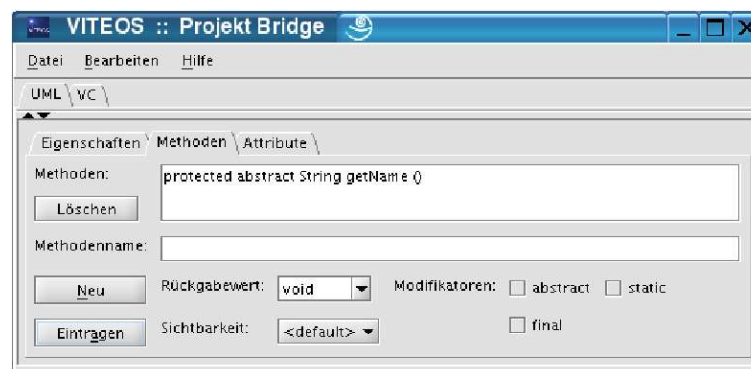 VITEOS :: Projekt Bridge
Datei Bearbeiten Hilfe
UML VC
Eigenschaften Methoden Attribute
Methoden: protected abstract String getName ()
Löschen
Methodenname:
Neu Rückgabewert: void Modifikatoren: abstract static
Eintragen Sichtbarkeit: <default> final